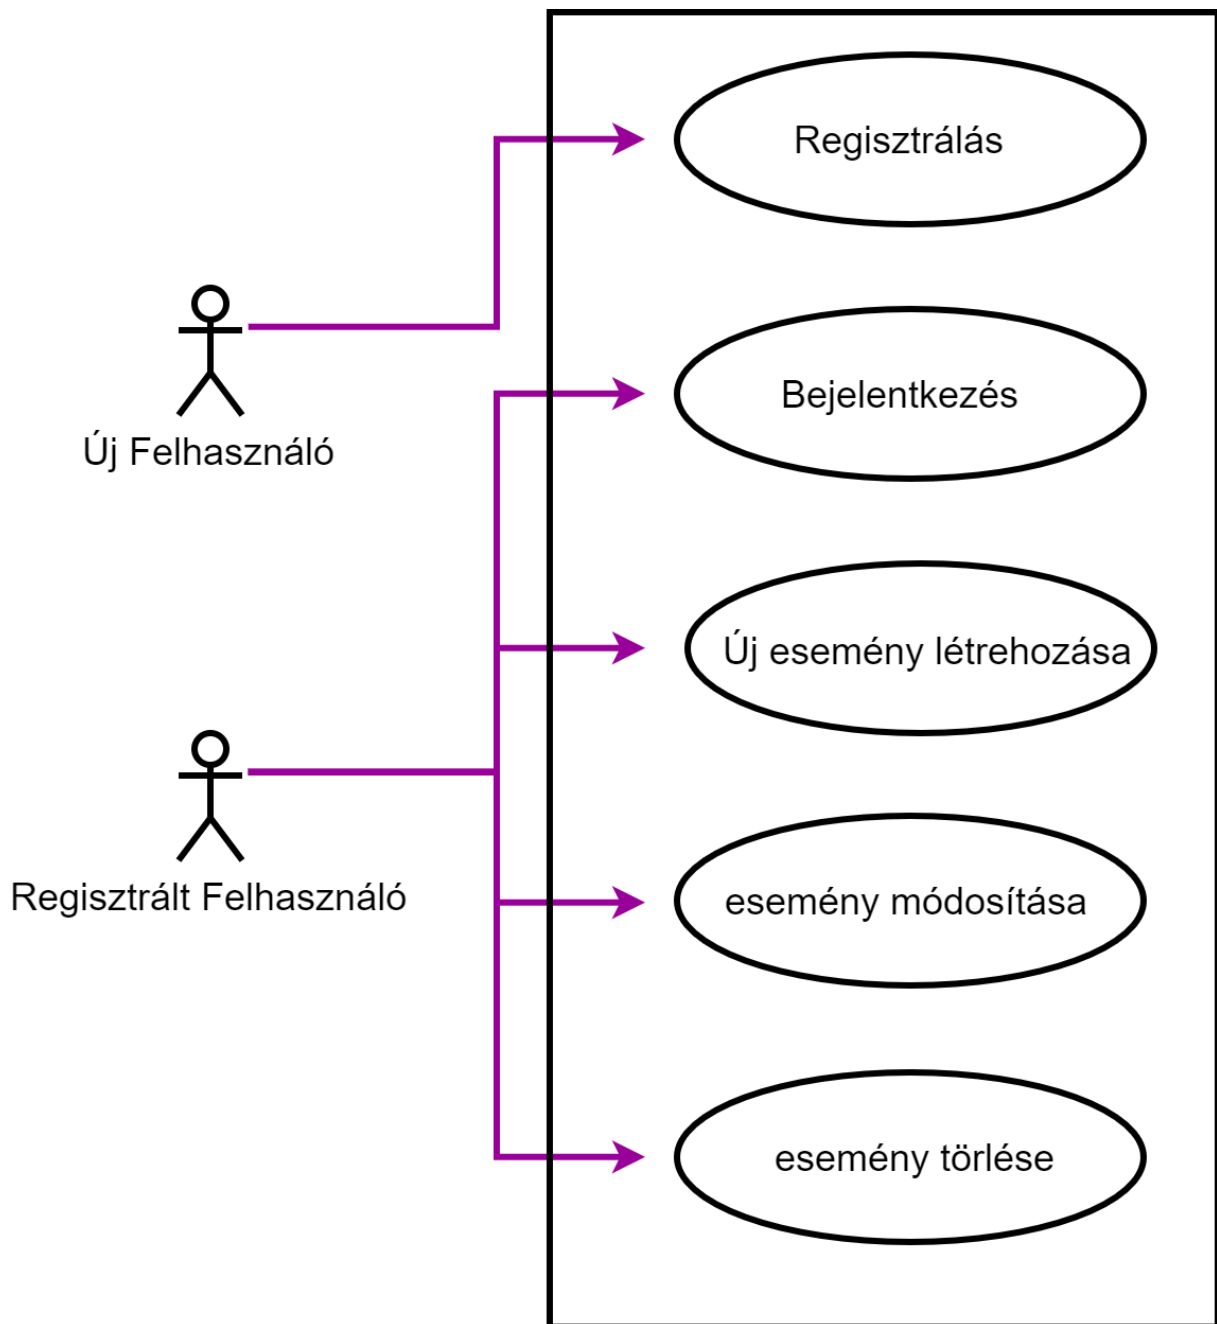 Regisztrálás
Új Felhasználó
Bejelentkezés
Új esemény létrehozása
Regisztrált Felhasználó
esemény módosítása
esemény törlése